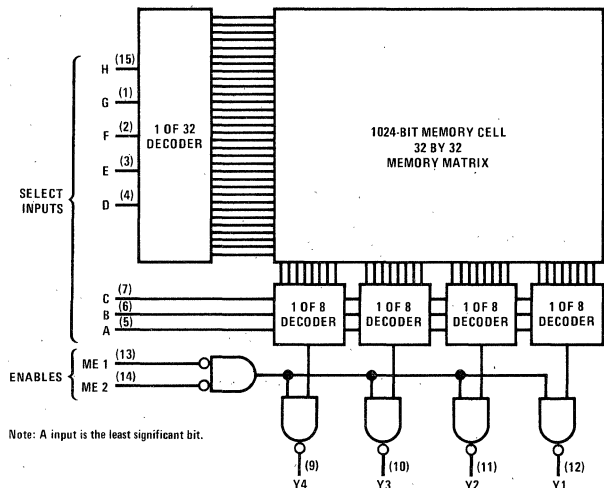 H (15)
G (1)
F (2)
E (3)
D (4)
1 OF 32
DECODER
1024-BIT MEMORY CELL
32 BY 32
MEMORY MATRIX
SELECT
INPUTS
C (7)
B (6)
A (5)
1 OF 8
DECODER
1 OF 8
DECODER
1 OF 8
DECODER
1 OF 8
DECODER
ENABLES
ME 1 (13)
ME 2 (14)
Note: A input is the least significant bit.
(9)
Y4
(10)
Y3
(11)
Y2
(12)
Y1